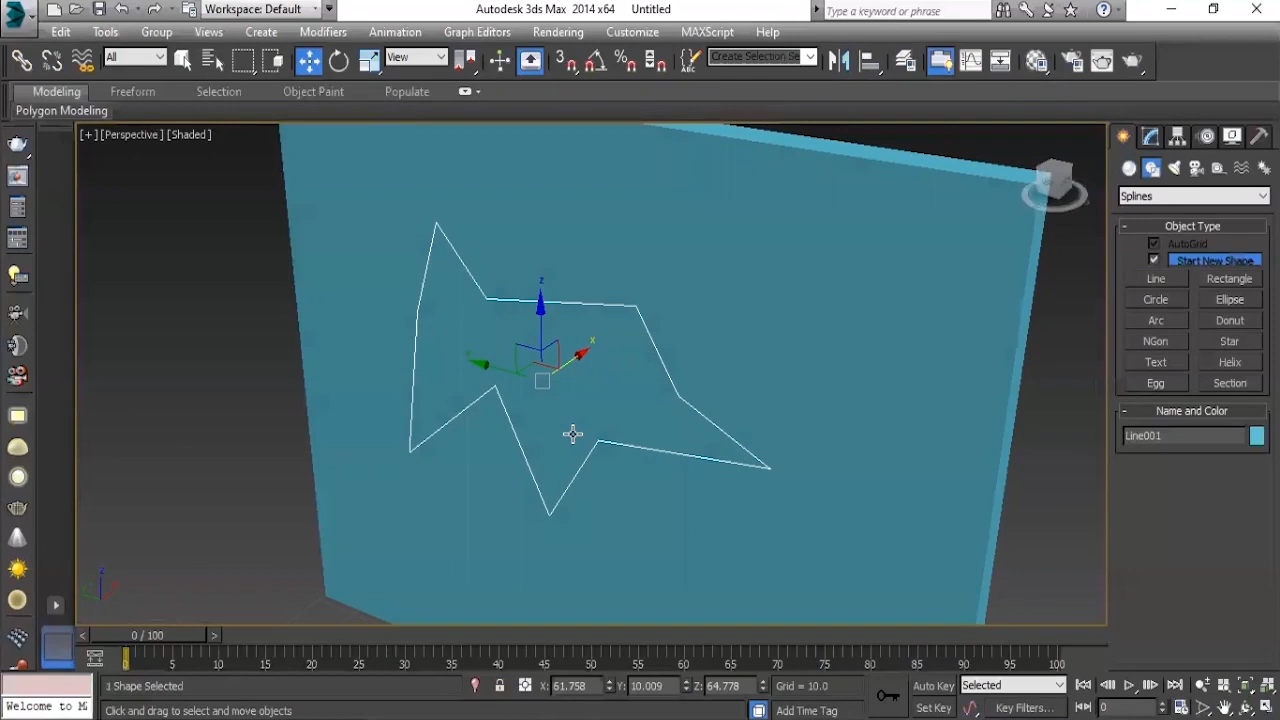 Workspace: Default
Autodesk 3ds Max 2014 x64
Untitled
Type a keyword or phrase
Edit
Tools
Group
Views
Create
Modifiers
Animation
Graph Editors
Rendering
Customize
MAXScript
Help
All
View
Create Selection Se
Modeling
Freeform
Selection
Object Paint
Populate
Polygon Modeling
[+] [Perspective] [Shaded]
Splines
Object Type
AutoGrid
Start New Shape
Line
Rectangle
Circle
Ellipse
Arc
Donut
NGon
Star
Text
Helix
Egg
Section
Name and Color
Line001
z
x
z
0 / 100
0
5
10
15
20
25
30
35
40
45
50
55
60
65
70
75
80
85
90
95
100
1 Shape Selected
X: 61.758
Y: 10.009
Z: 64.778
Grid = 10.0
Auto Key
Selected
Welcome to M
Click and drag to select and move objects
Add Time Tag
Set Key
Key Filters...
0